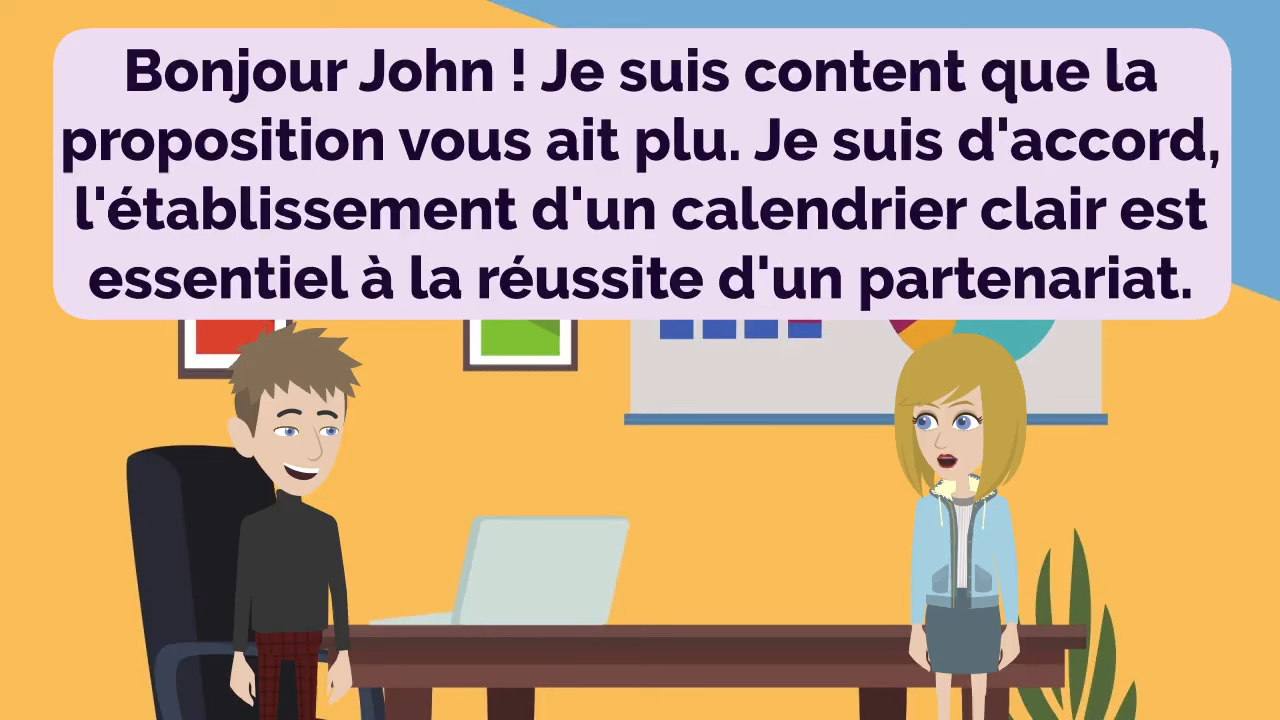 Bonjour John ! Je suis content que la
proposition vous ait plu. Je suis d'accord,
l'établissement d'un calendrier clair est
essentiel à la réussite d'un partenariat.